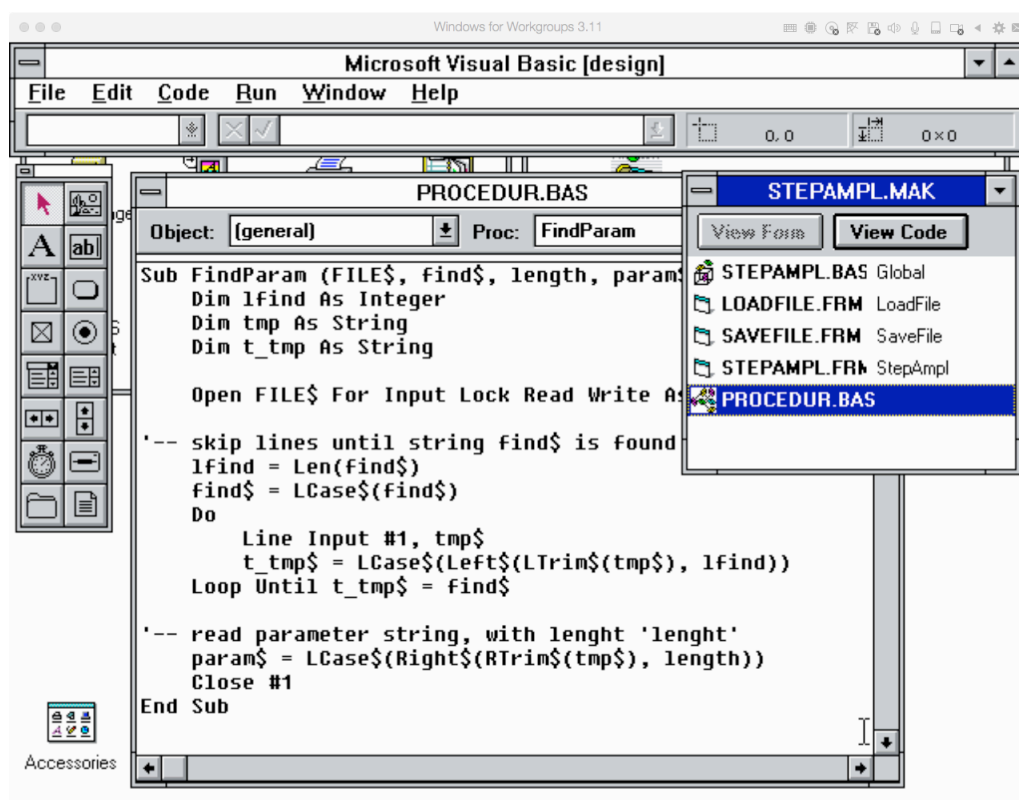 Windows for Workgroups 3.11
Microsoft Visual Basic [design]
File Edit Code Run Window Help
0, 0
0×0
PROCEDUR.BAS
Object: (general) Proc: FindParam
Sub FindParam (FILE$, find$, length, param$
Dim lfind As Integer
Dim tmp As String
Dim t_tmp As String
Open FILE$ For Input Lock Read Write As
'-- skip lines until string find$ is found
lfind = Len(find$)
find$ = LCase$(find$)
Do
Line Input #1, tmp$
t_tmp$ = LCase$(Left$(LTrim$(tmp$), lfind))
Loop Until t_tmp$ = find$
'-- read parameter string, with lenght 'lenght'
param$ = LCase$(Right$(RTrim$(tmp$), length))
Close #1
End Sub
STEPAMPL.MAK
View Form View Code
STEPAMPL.BAS Global
LOADFILE.FRM LoadFile
SAVEFILE.FRM SaveFile
STEPAMPL.FRM StepAmpl
PROCEDUR.BAS
A
ab
XYZ
Accessories